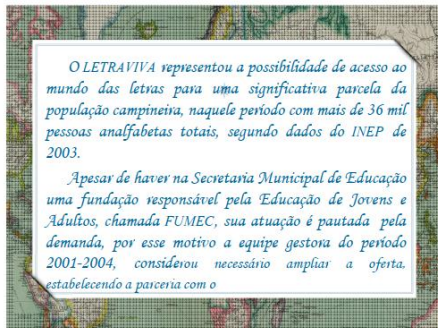 O LETRAVIVA representou a possibilidade de acesso ao
mundo das letras para uma significativa parcela da
população campineira, naquele período com mais de 36 mil
pessoas analfabetas totais, segundo dados do INEP de
2003.
Apesar de haver na Secretaria Municipal de Educação
uma fundação responsável pela Educação de Jovens e
Adultos, chamada FUMEC, sua atuação é pautada pela
demanda, por esse motivo a equipe gestora do período
2001-2004, considerou necessário ampliar a oferta,
estabelecendo a parceria com o